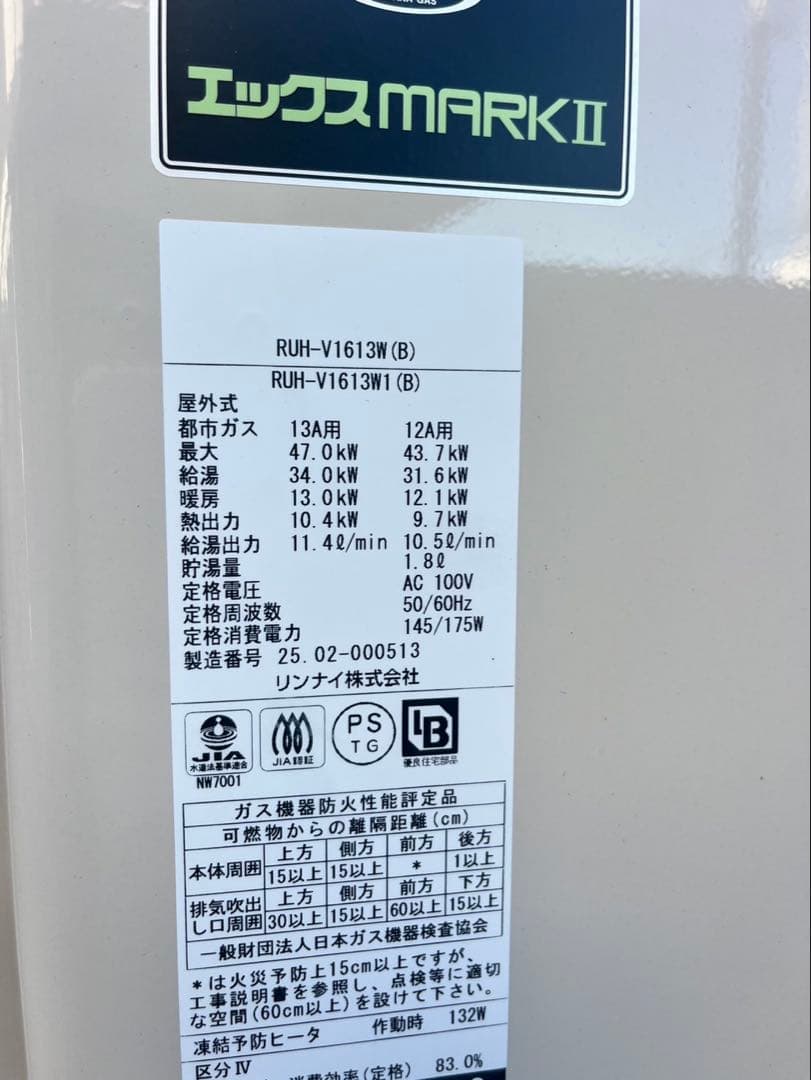 エックスMARKⅡ
RUH-V1613W(B)
RUH-V1613W1(B)
屋外式
都市ガス 13A用 12A用
最大 47.0kW 43.7kW
給湯 34.0kW 31.6kW
暖房 13.0kW 12.1kW
熱出力 10.4kW 9.7kW
給湯出力 11.4ℓ/min 10.5ℓ/min
貯湯量 1.8ℓ
定格電圧 AC 100V
定格周波数 50/60Hz
定格消費電力 145/175W
製造番号 25.02-000513
リンナイ株式会社
JIA 水道法基準適合 NW7001
JIA認証
PS TG
LB 優良住宅部品
ガス機器防火性能評定品
可燃物からの離隔距離(cm)
本体周囲 上方 側方 前方 後方
15以上 15以上 * 1以上
排気吹出し口周囲 上方 側方 前方 下方
30以上 15以上 60以上 15以上
一般財団法人日本ガス機器検査協会
*は火災予防上15cm以上ですが、
工事説明書を参照し、点検等に適切
な空間(60cm以上)を設けて下さい。
凍結予防ヒータ 作動時 132W
区分Ⅳ
消費効率(定格) 83.0%